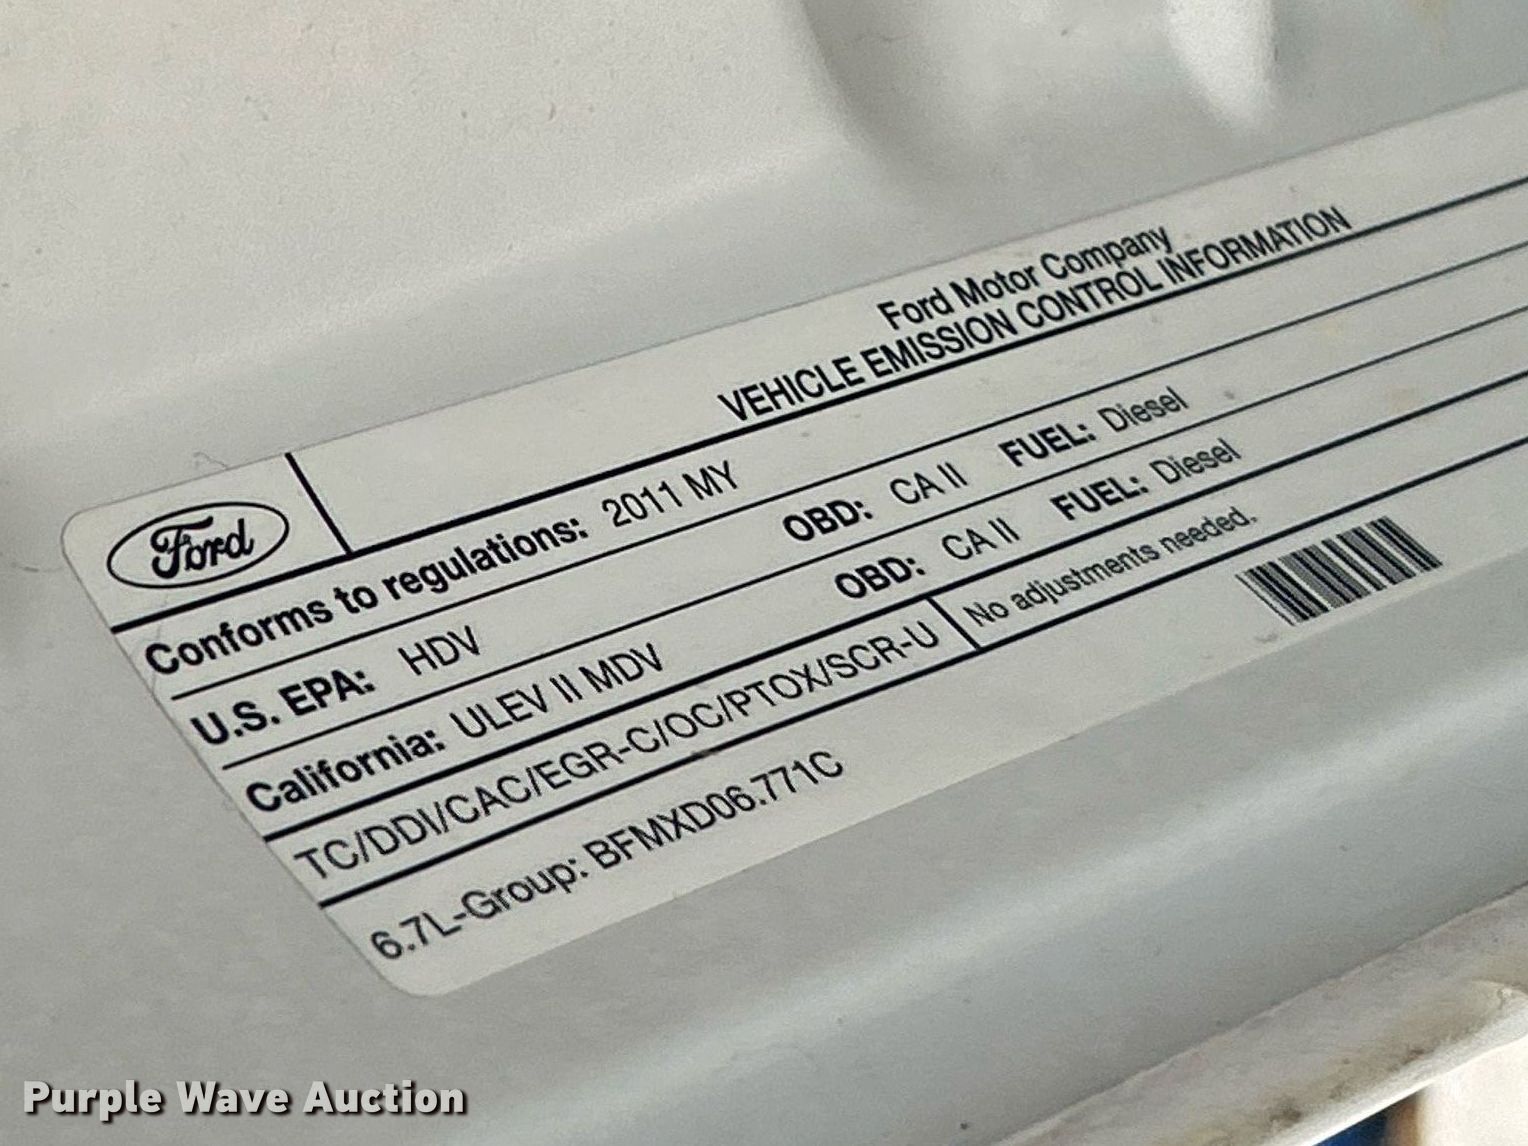 Ford Motor Company
VEHICLE EMISSION CONTROL INFORMATION
Ford
Conforms to regulations: 2011 MY
U.S. EPA: HDV OBD: CA II FUEL: Diesel
California: ULEV II MDV OBD: CA II FUEL: Diesel
TC/DDI/CAC/EGR-C/OC/PTOX/SCR-U No adjustments needed.
6.7L-Group: BFMXD06.771C
Purple Wave Auction